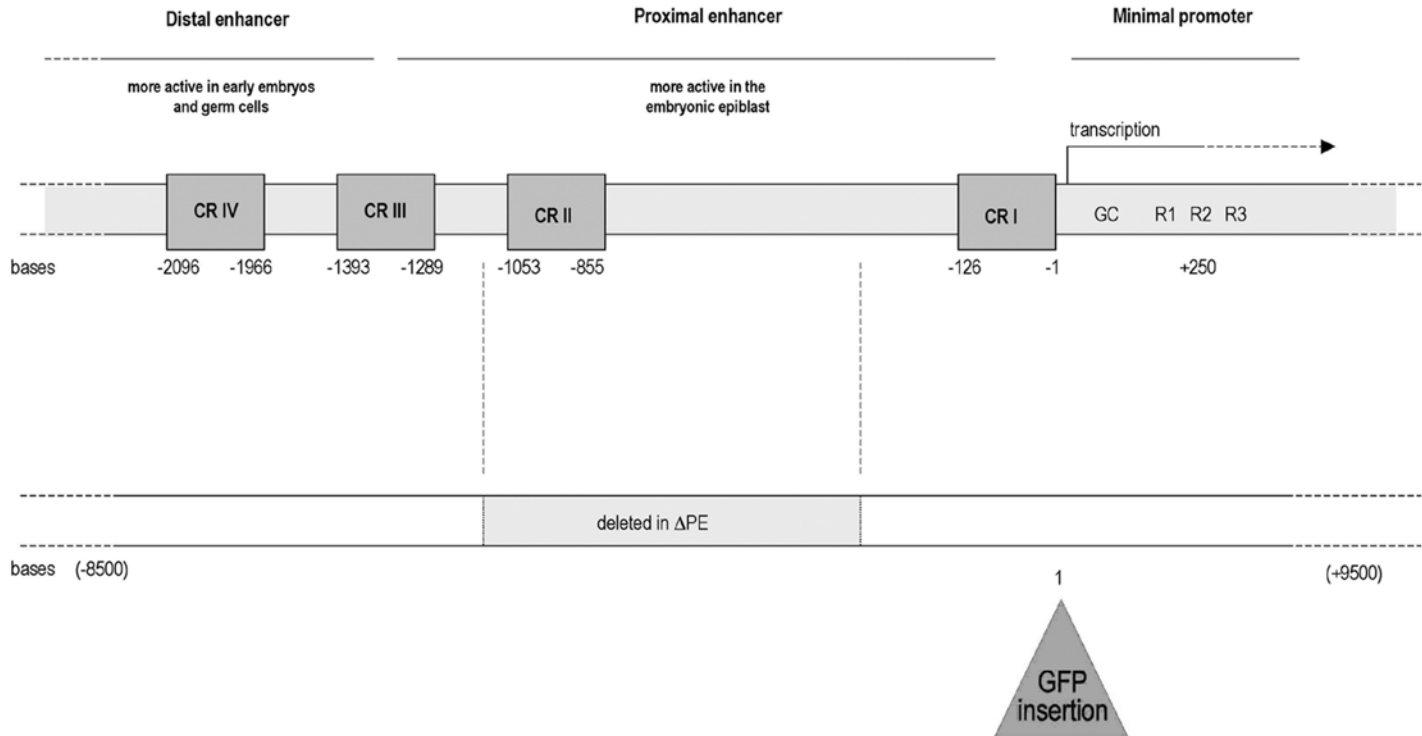 Distal enhancer
Proximal enhancer
Minimal promoter
more active in early embryos
and germ cells
more active in the
embryonic epiblast
transcription
CR IV
CR III
CR II
CR I
GC R1 R2 R3
bases -2096 -1966 -1393 -1289 -1053 -855 -126 -1 +250
deleted in ΔPE
bases (-8500) (+9500)
1
GFP
insertion